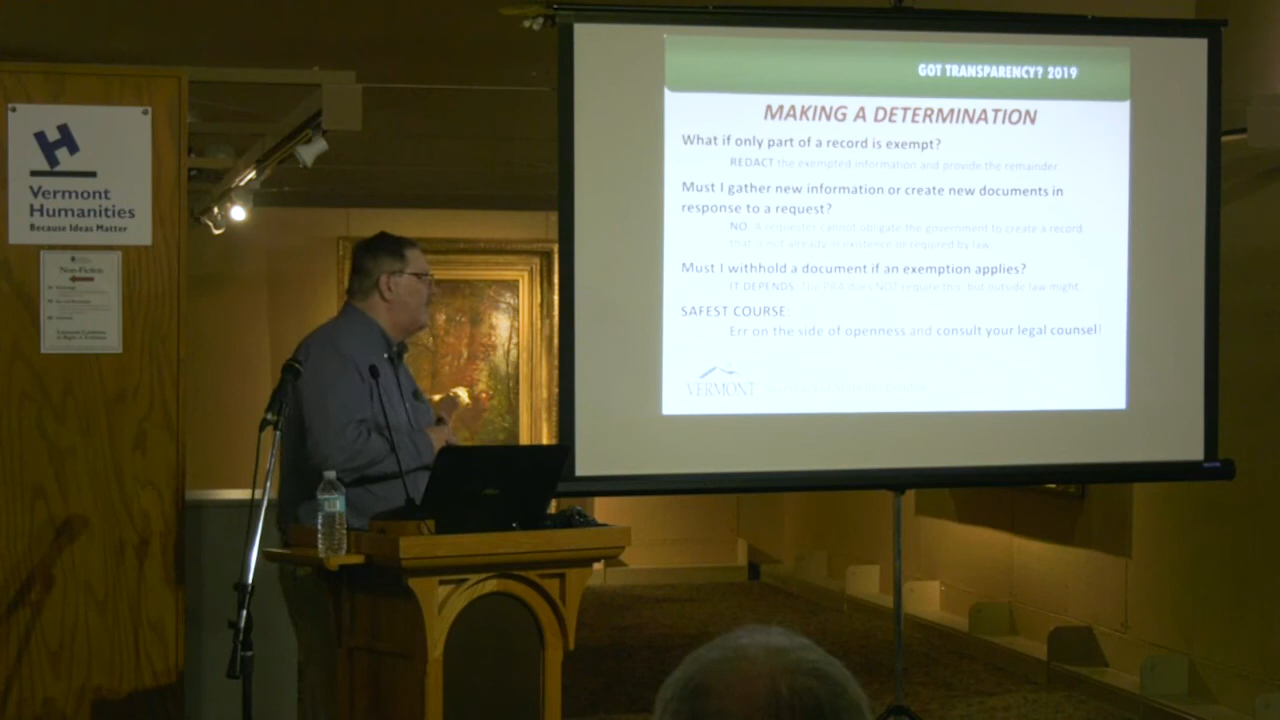 Vermont
Humanities
Because Ideas Matter
Non-Fiction
GOT TRANSPARENCY? 2019
MAKING A DETERMINATION
What if only part of a record is exempt?
REDACT the exempted information and provide the remainder.
Must I gather new information or create new documents in
response to a request?
NO. A requester cannot obligate the government to create a record
that is not already in existence or required by law.
Must I withhold a document if an exemption applies?
IT DEPENDS. The PRA does NOT require this, but outside law might.
SAFEST COURSE:
Err on the side of openness and consult your legal counsel!
VERMONT